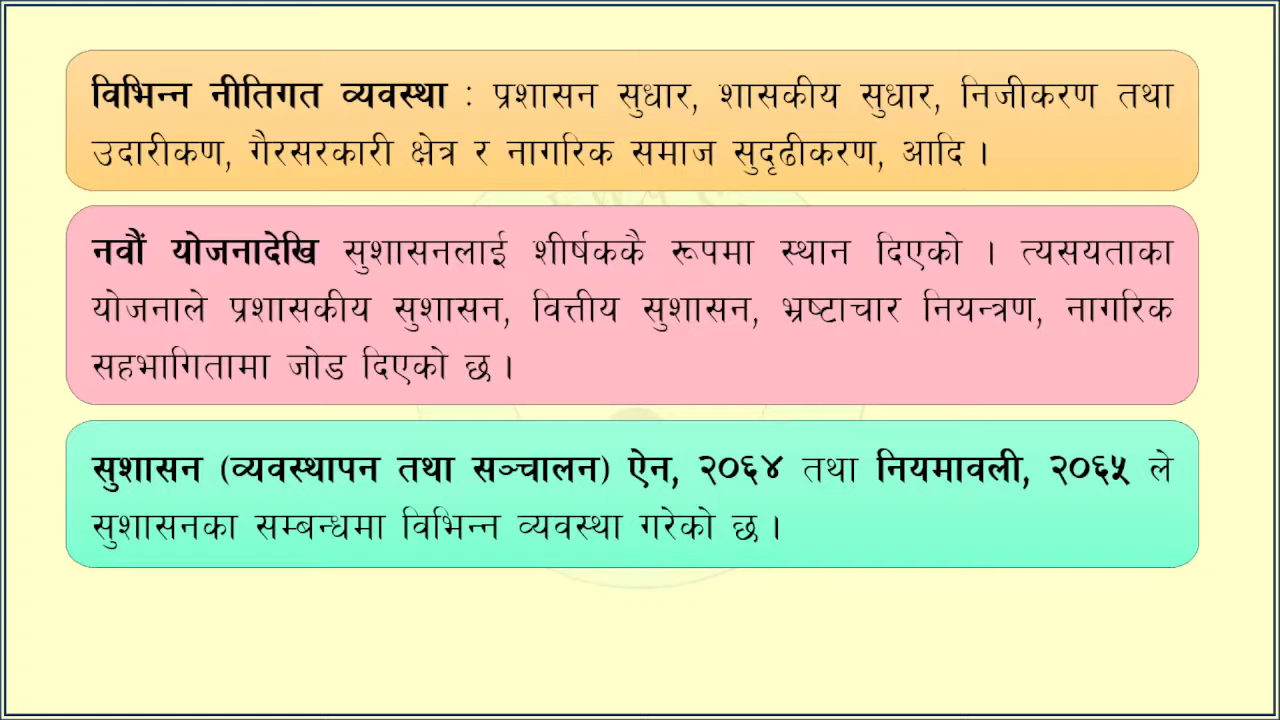 विभिन्न नीतिगत व्यवस्था : प्रशासन सुधार, शासकीय सुधार, निजीकरण तथा
उदारीकण, गैरसरकारी क्षेत्र र नागरिक समाज सुदृढीकरण, आदि ।
नवौं योजनादेखि सुशासनलाई शीर्षककै रूपमा स्थान दिएको । त्यसयताका
योजनाले प्रशासकीय सुशासन, वित्तीय सुशासन, भ्रष्टाचार नियन्त्रण, नागरिक
सहभागितामा जोड दिएको छ ।
सुशासन (व्यवस्थापन तथा सञ्चालन) ऐन, २०६४ तथा नियमावली, २०६५ ले
सुशासनका सम्बन्धमा विभिन्न व्यवस्था गरेको छ ।